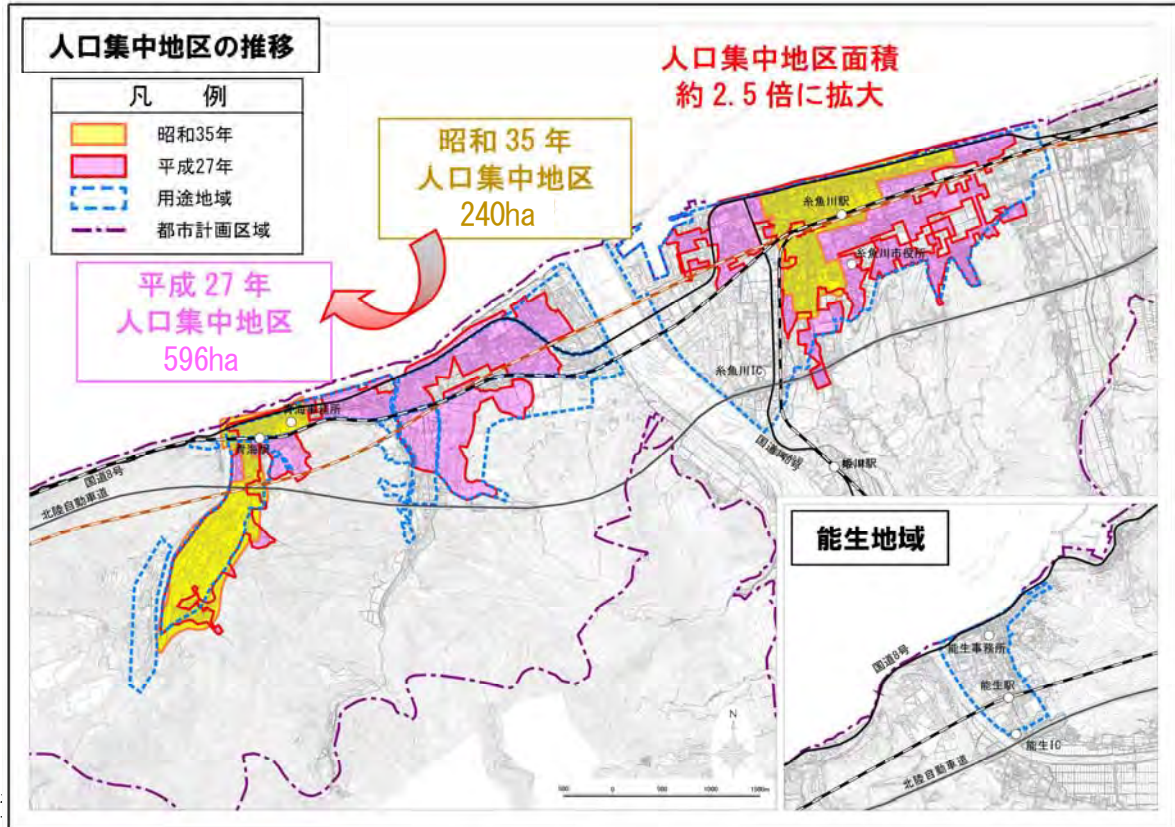 人口集中地区の推移
凡　例
昭和35年
平成27年
用途地域
都市計画区域
人口集中地区面積
約2.5倍に拡大
昭和 35 年
人口集中地区
240ha
平成 27 年
人口集中地区
596ha
糸魚川駅
糸魚川市役所
糸魚川IC
国道148号
姫川駅
青海事務所
青海駅
国道8号
北陸自動車道
能生地域
国道8号
能生事務所
能生駅
能生IC
北陸自動車道
N
500 0 500 1000 1500m